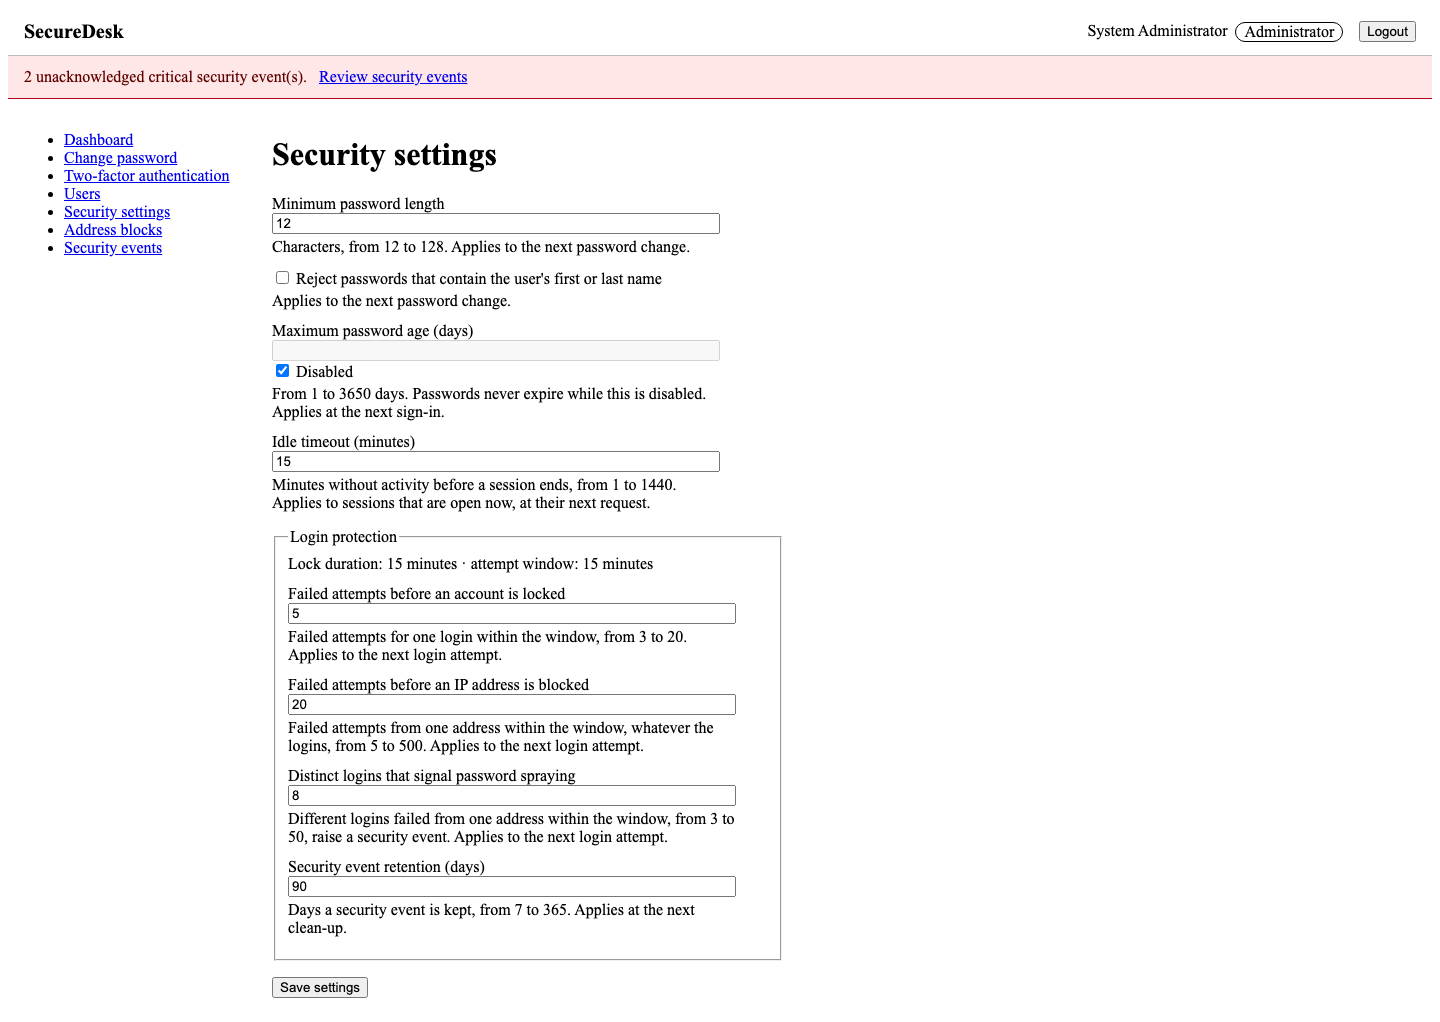 SecureDesk
System Administrator Administrator Logout
2 unacknowledged critical security event(s). Review security events
Dashboard
Change password
Two-factor authentication
Users
Security settings
Address blocks
Security events
Security settings
Minimum password length
12
Characters, from 12 to 128. Applies to the next password change.
Reject passwords that contain the user's first or last name
Applies to the next password change.
Maximum password age (days)
Disabled
From 1 to 3650 days. Passwords never expire while this is disabled.
Applies at the next sign-in.
Idle timeout (minutes)
15
Minutes without activity before a session ends, from 1 to 1440.
Applies to sessions that are open now, at their next request.
Login protection
Lock duration: 15 minutes · attempt window: 15 minutes
Failed attempts before an account is locked
5
Failed attempts for one login within the window, from 3 to 20.
Applies to the next login attempt.
Failed attempts before an IP address is blocked
20
Failed attempts from one address within the window, whatever the
logins, from 5 to 500. Applies to the next login attempt.
Distinct logins that signal password spraying
8
Different logins failed from one address within the window, from 3 to
50, raise a security event. Applies to the next login attempt.
Security event retention (days)
90
Days a security event is kept, from 7 to 365. Applies at the next
clean-up.
Save settings